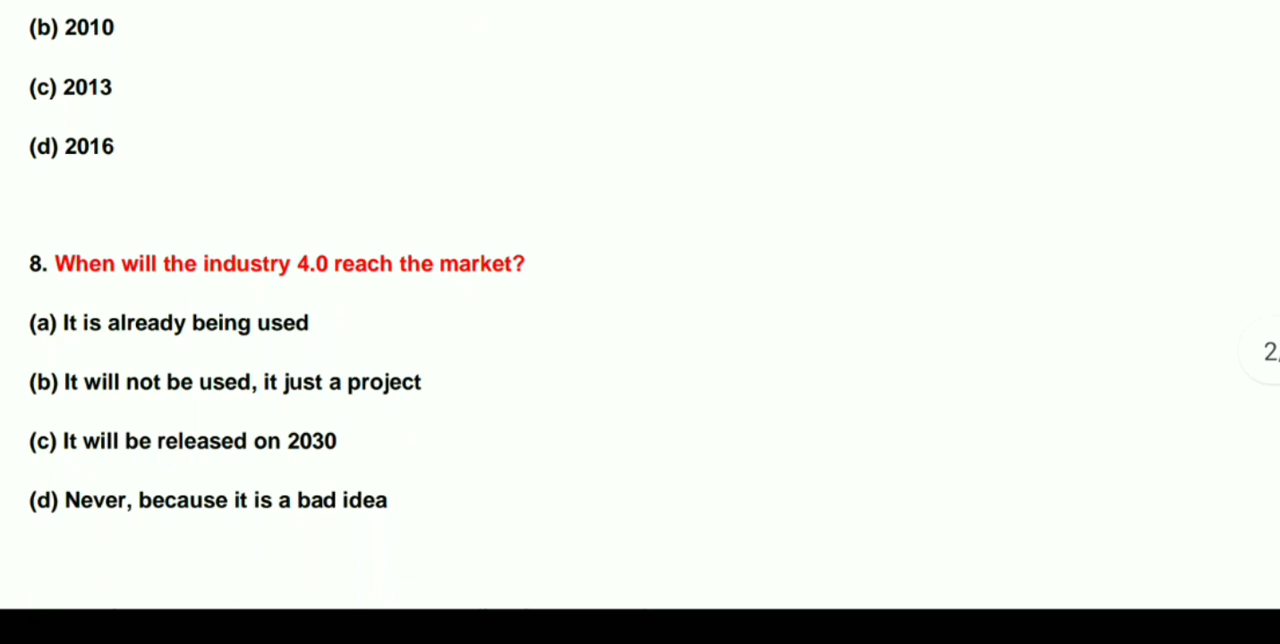 (b) 2010
(c) 2013
(d) 2016
8. When will the industry 4.0 reach the market?
(a) It is already being used
(b) It will not be used, it just a project
(c) It will be released on 2030
(d) Never, because it is a bad idea
2